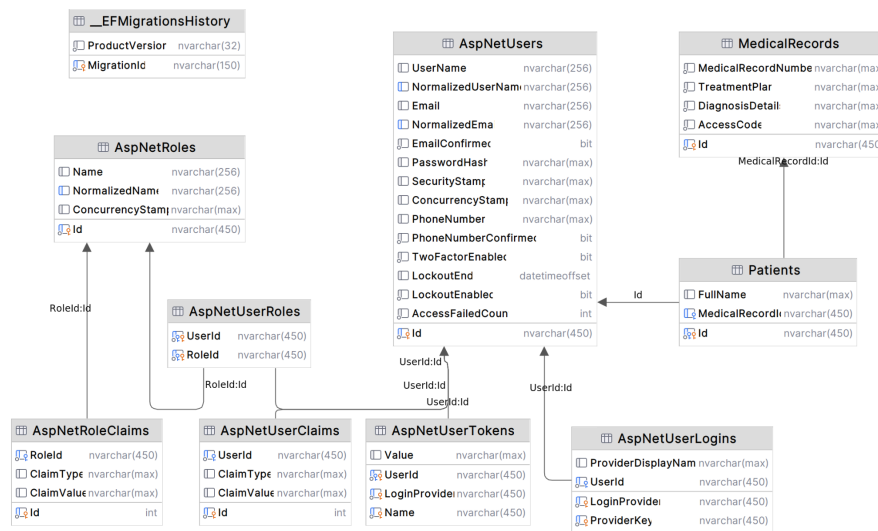 __EFMigrationsHistory
ProductVersior nvarchar(32)
MigrationId nvarchar(150)
AspNetUsers
UserName nvarchar(256)
NormalizedUserName nvarchar(256)
Email nvarchar(256)
NormalizedEma nvarchar(256)
EmailConfirmec bit
PasswordHash nvarchar(max)
SecurityStamp nvarchar(max)
ConcurrencyStamp nvarchar(max)
PhoneNumber nvarchar(max)
PhoneNumberConfirmec bit
TwoFactorEnablec bit
LockoutEnd datetimeoffset
LockoutEnablec bit
AccessFailedCoun int
Id nvarchar(450)
MedicalRecords
MedicalRecordNumbe nvarchar(max
TreatmentPlar nvarchar(max
DiagnosisDetail: nvarchar(max
AccessCode nvarchar(max
Id nvarchar(450
MedicalRecordId:Id
AspNetRoles
Name nvarchar(256)
NormalizedName nvarchar(256)
ConcurrencyStamp nvarchar(max)
Id nvarchar(450)
Patients
FullName nvarchar(max)
MedicalRecordId nvarchar(450)
Id nvarchar(450)
Id
RoleId:Id
AspNetUserRoles
UserId nvarchar(450)
RoleId nvarchar(450)
RoleId:Id
UserId:Id
UserId:Id
UserId:Id
UserId:Id
AspNetRoleClaims
RoleId nvarchar(450)
ClaimType nvarchar(max)
ClaimValue nvarchar(max)
Id int
AspNetUserClaims
UserId nvarchar(450)
ClaimType nvarchar(max)
ClaimValue nvarchar(max)
Id int
AspNetUserTokens
Value nvarchar(max)
UserId nvarchar(450)
LoginProvider nvarchar(450)
Name nvarchar(450)
AspNetUserLogins
ProviderDisplayNam nvarchar(max)
UserId nvarchar(450)
LoginProvider nvarchar(450)
ProviderKey nvarchar(450)